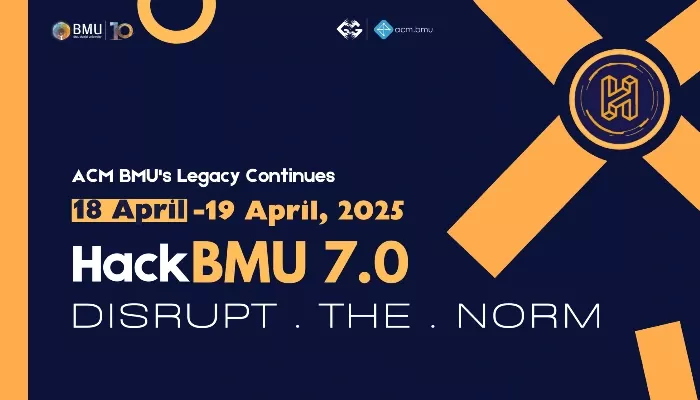 BMU
10
acm.bmu
ACM BMU's Legacy Continues
18 April -19 April, 2025
HackBMU 7.0
DISRUPT . THE . NORM